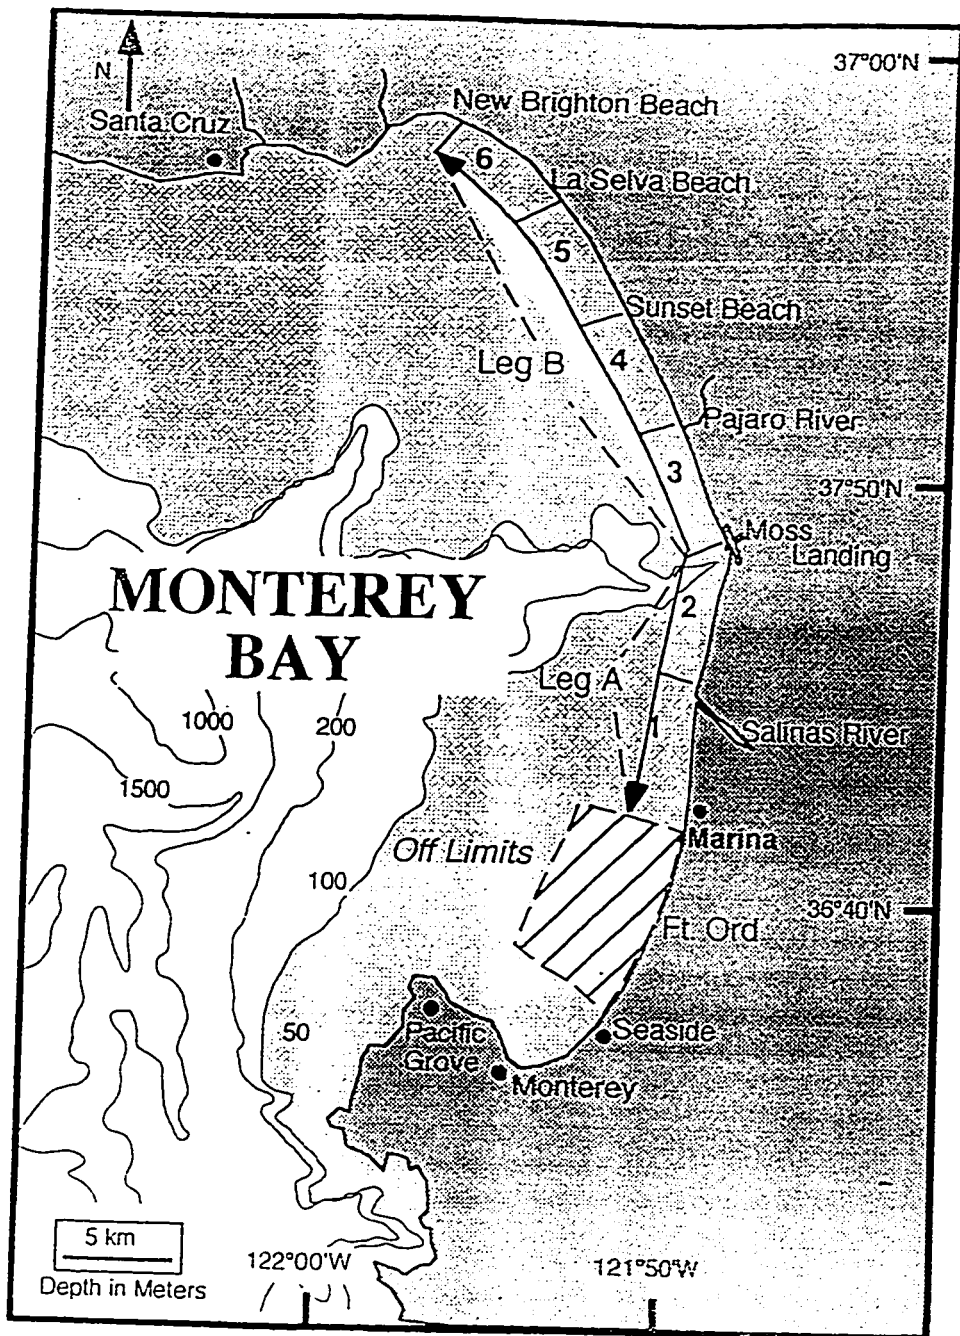 37°00'N
N
New Brighton Beach
Santa Cruz
6
La Selva Beach
5
Sunset Beach
Leg B
4
Pajaro River
3
37°50'N
Moss
Landing
MONTEREY
BAY
2
Leg A
1000
200
1
Salinas River
1500
Marina
Off Limits
100
36°40'N
Ft. Ord
50
Pacific
Grove
Seaside
Monterey
5 km
122°00'W
121°50'W
Depth in Meters